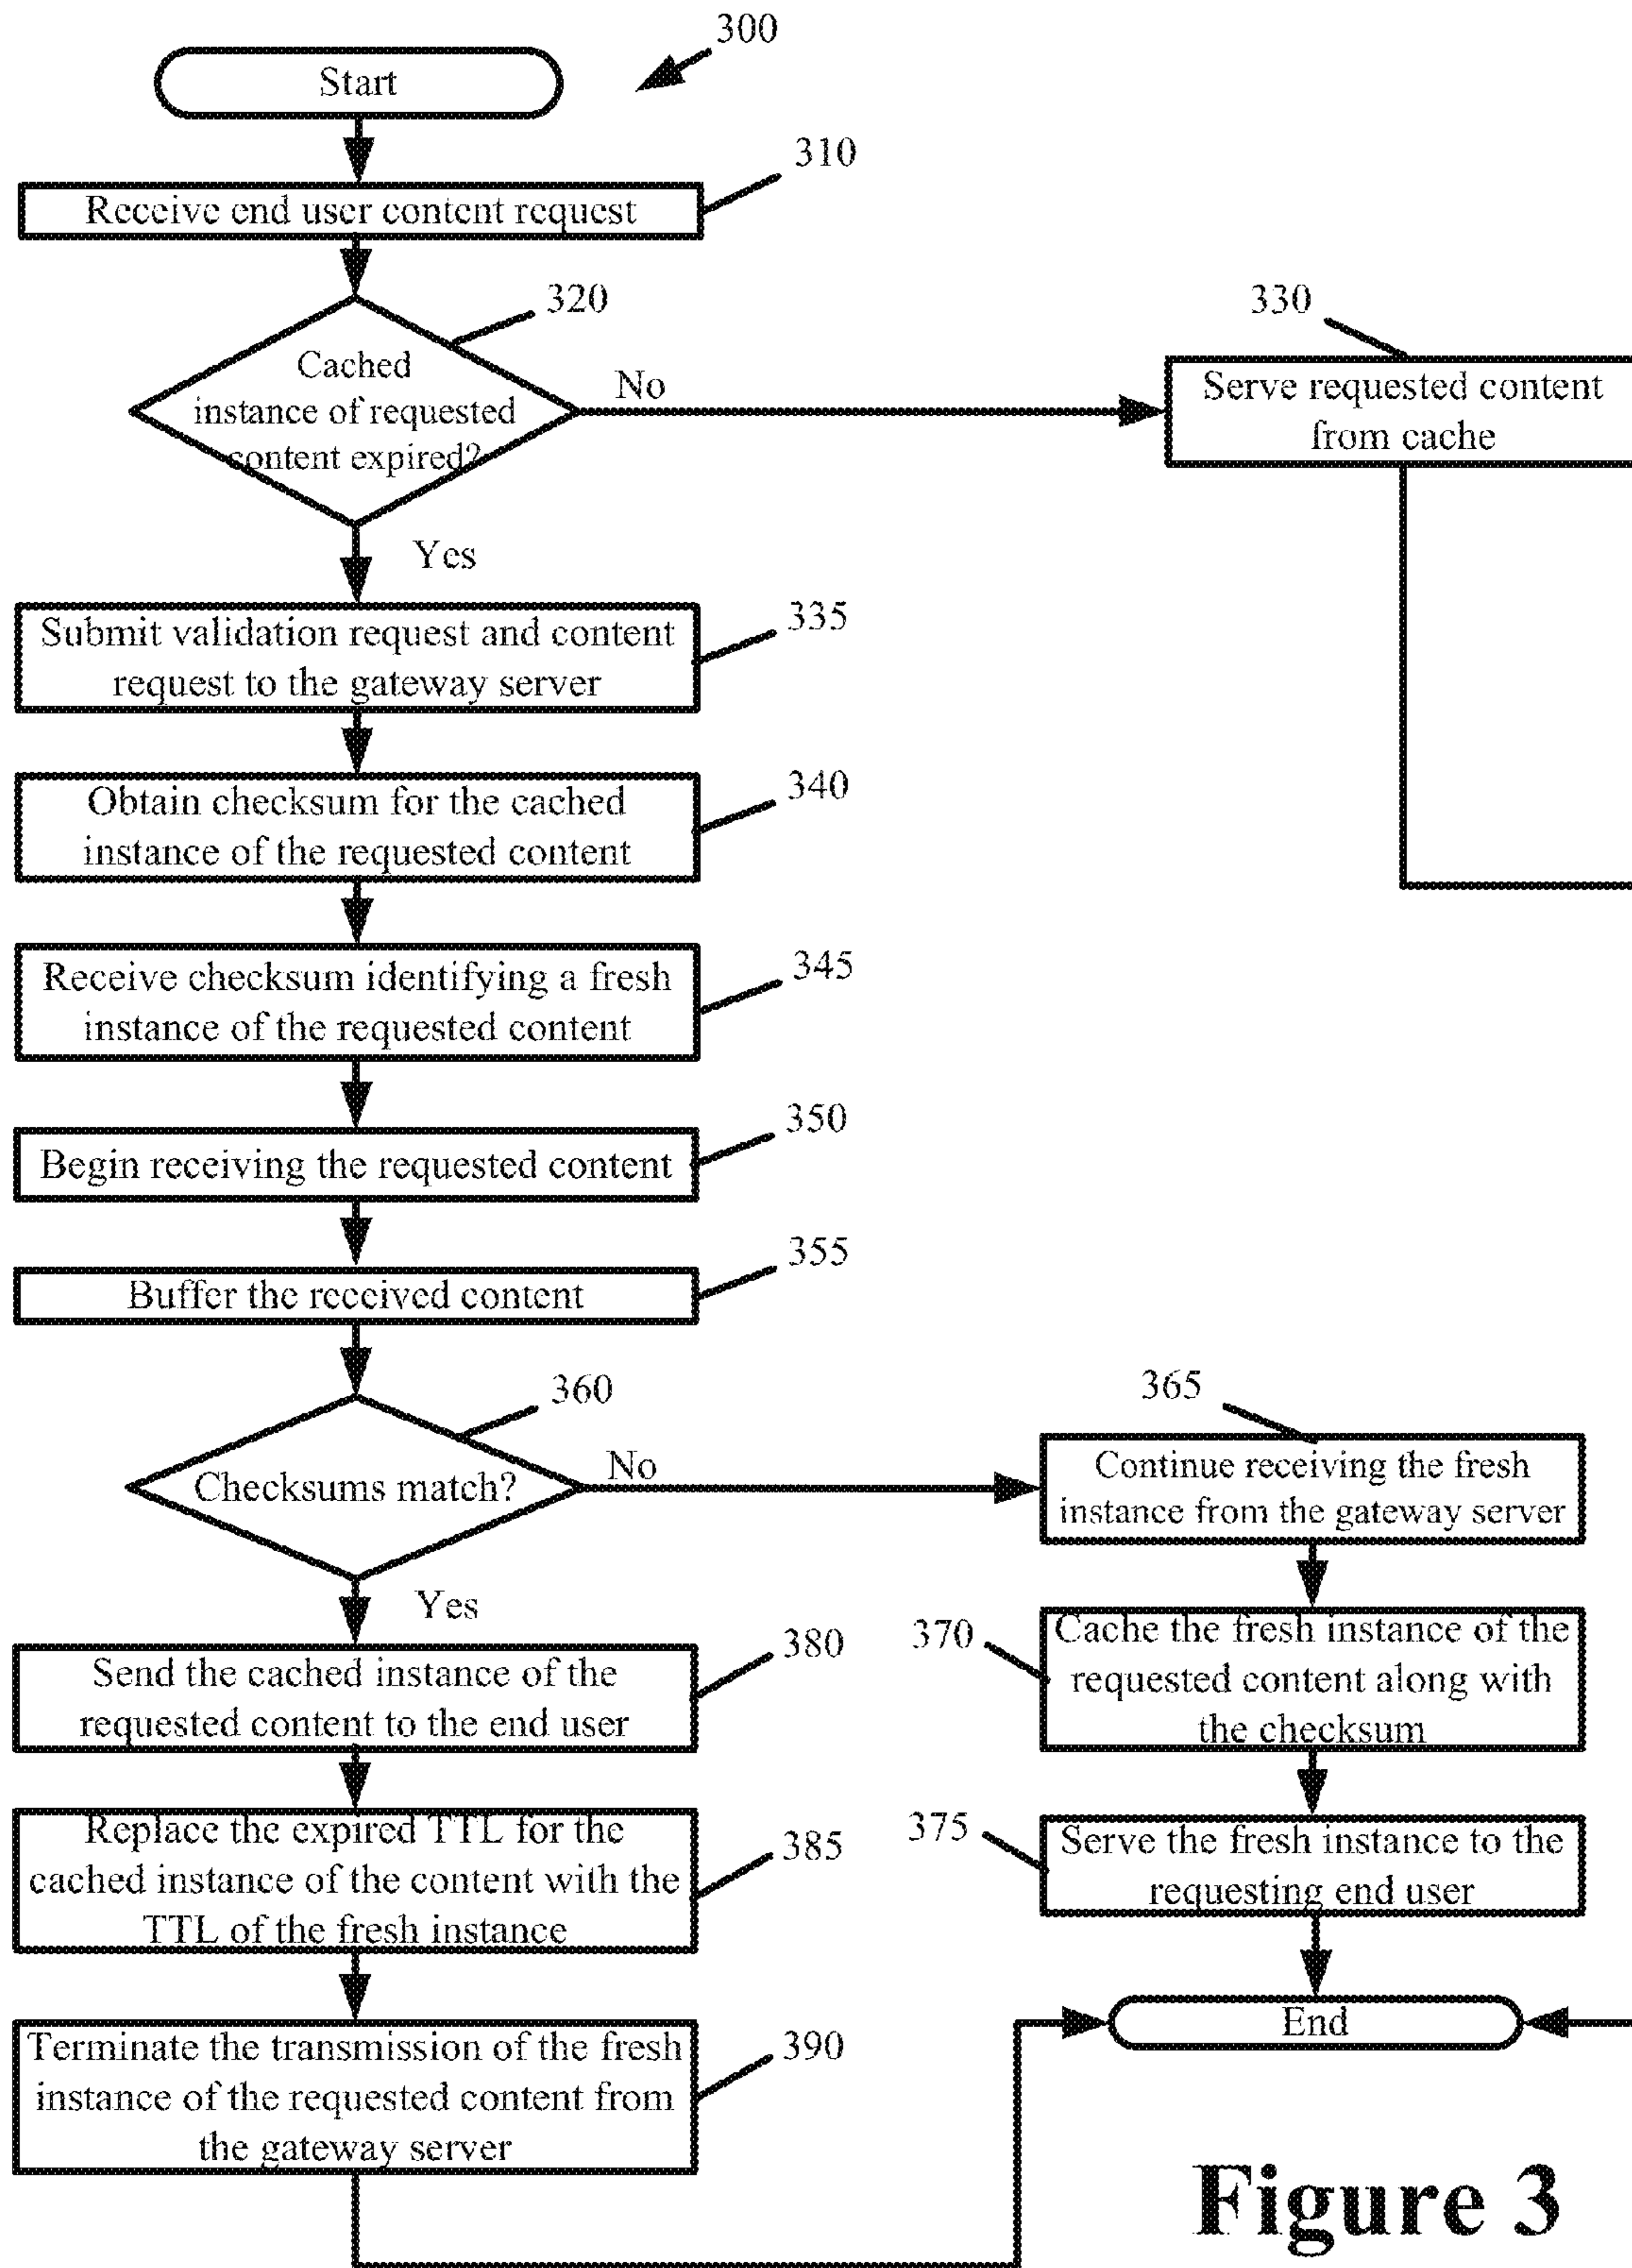 300
Start
310
Receive end user content request
320
330
Cached
instance of requested
content expired?
No
Serve requested content
from cache
Yes
335
Submit validation request and content
request to the gateway server
340
Obtain checksum for the cached
instance of the requested content
345
Receive checksum identifying a fresh
instance of the requested content
350
Begin receiving the requested content
355
Buffer the received content
360
365
Checksums match?
No
Continue receiving the fresh
instance from the gateway server
Yes
380
Send the cached instance of the
requested content to the end user
370
Cache the fresh instance of the
requested content along with
the checksum
385
Replace the expired TTL for the
cached instance of the content with the
TTL of the fresh instance
375
Serve the fresh instance to the
requesting end user
390
Terminate the transmission of the fresh
instance of the requested content from
the gateway server
End
Figure 3